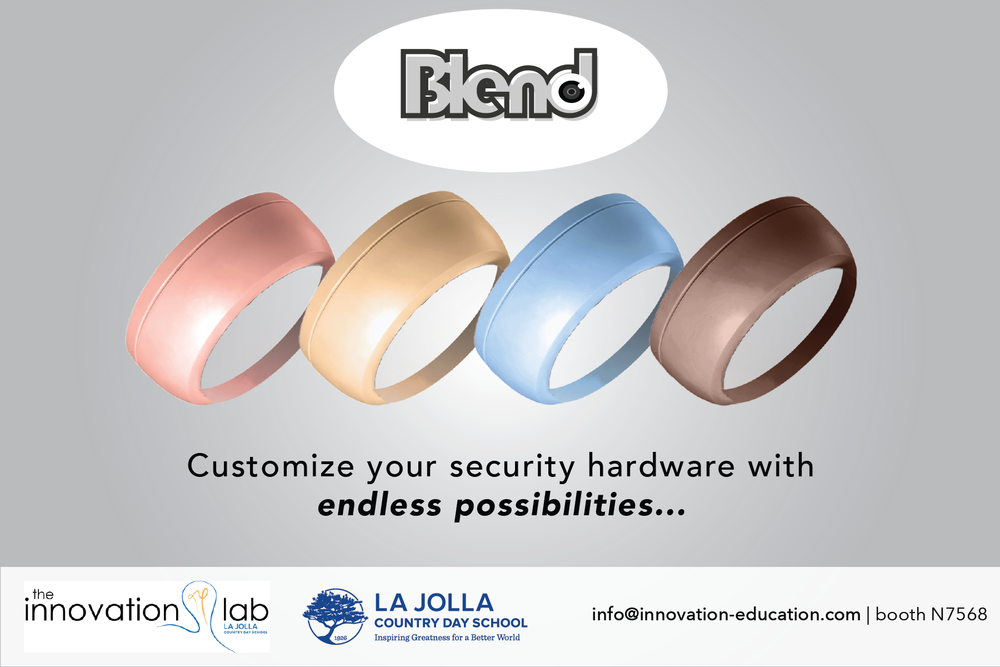 Blend
Customize your security hardware with
endless possibilities...
the
innovation lab
LA JOLLA
COUNTRY DAY SCHOOL
1926
LA JOLLA
COUNTRY DAY SCHOOL
Inspiring Greatness for a Better World
info@innovation-education.com | booth N7568